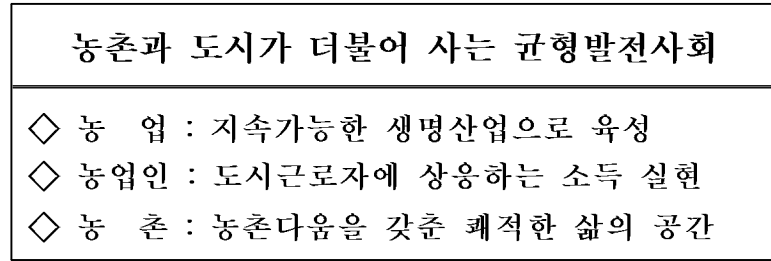 농촌과 도시가 더불어 사는 균형발전사회
◇ 농 업 : 지속가능한 생명산업으로 육성
◇ 농업인 : 도시근로자에 상응하는 소득 실현
◇ 농 촌 : 농촌다움을 갖춘 쾌적한 삶의 공간